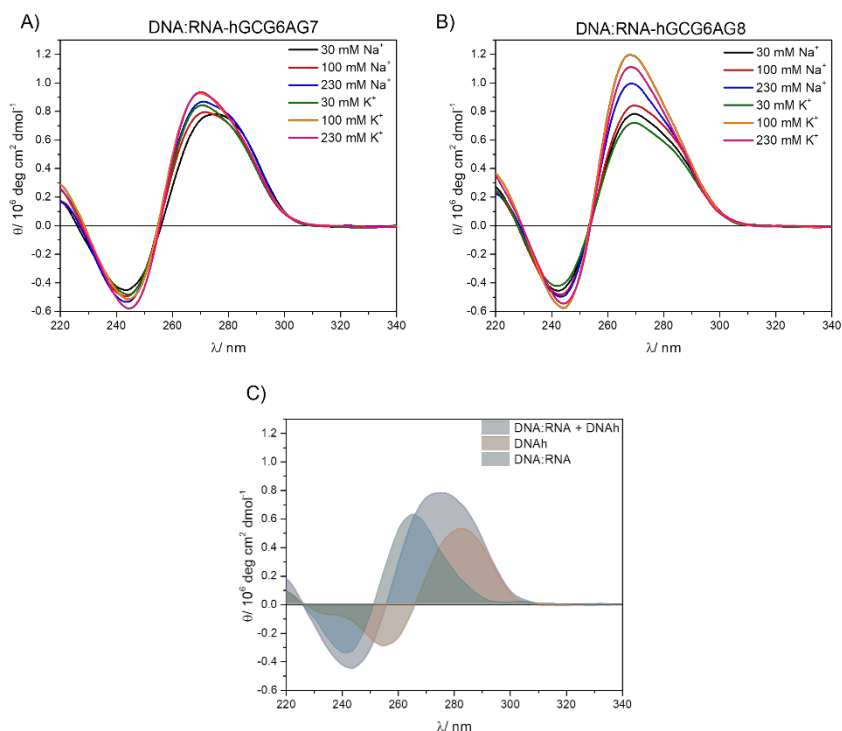 A)
DNA:RNA-hGCG6AG7
30 mM Na⁺
100 mM Na⁺
230 mM Na⁺
30 mM K⁺
100 mM K⁺
230 mM K⁺
θ/ 10⁶ deg cm² dmol⁻¹
1.2
1.0
0.8
0.6
0.4
0.2
0.0
-0.2
-0.4
-0.6
220 240 260 280 300 320 340
λ/ nm
B)
DNA:RNA-hGCG6AG8
30 mM Na⁺
100 mM Na⁺
230 mM Na⁺
30 mM K⁺
100 mM K⁺
230 mM K⁺
θ/ 10⁶ deg cm² dmol⁻¹
1.2
1.0
0.8
0.6
0.4
0.2
0.0
-0.2
-0.4
-0.6
220 240 260 280 300 320 340
λ/ nm
C)
DNA:RNA + DNAh
DNAh
DNA:RNA
θ/ 10⁶ deg cm² dmol⁻¹
1.2
1.0
0.8
0.6
0.4
0.2
0.0
-0.2
-0.4
-0.6
220 240 260 280 300 320 340
λ/ nm